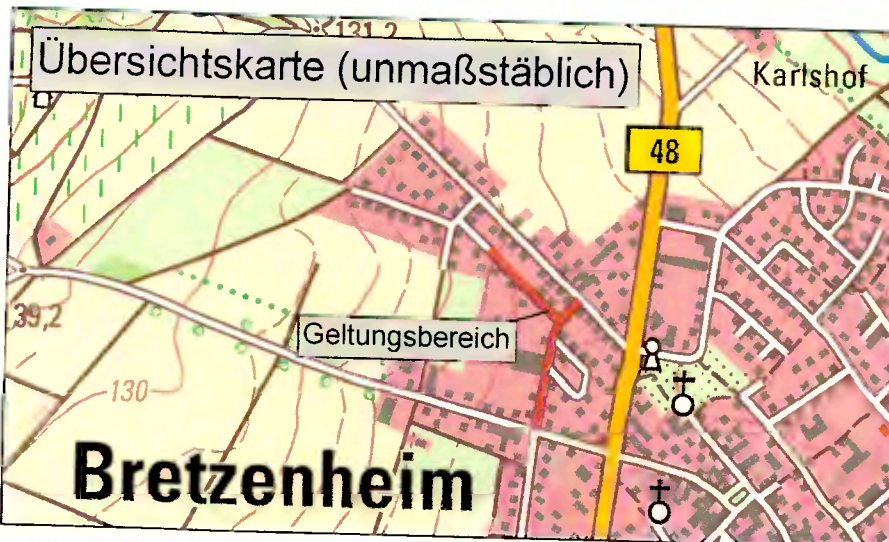 131,2
Übersichtskarte (unmaßstäblich)
Karlshof
48
39,2
Geltungsbereich
130
Bretzenheim